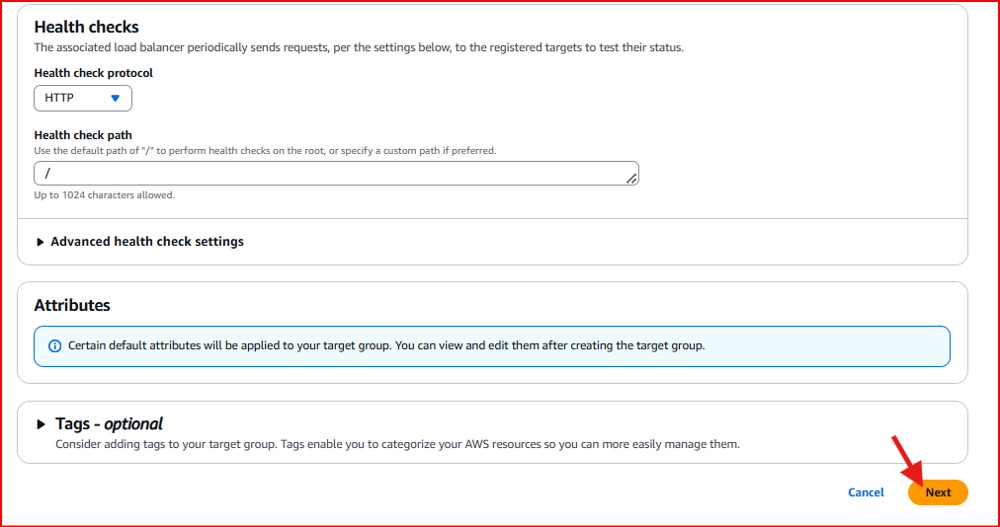 Health checks
The associated load balancer periodically sends requests, per the settings below, to the registered targets to test their status.
Health check protocol
HTTP
Health check path
Use the default path of "/" to perform health checks on the root, or specify a custom path if preferred.
/
Up to 1024 characters allowed.
Advanced health check settings
Attributes
Certain default attributes will be applied to your target group. You can view and edit them after creating the target group.
Tags - optional
Consider adding tags to your target group. Tags enable you to categorize your AWS resources so you can more easily manage them.
Cancel Next